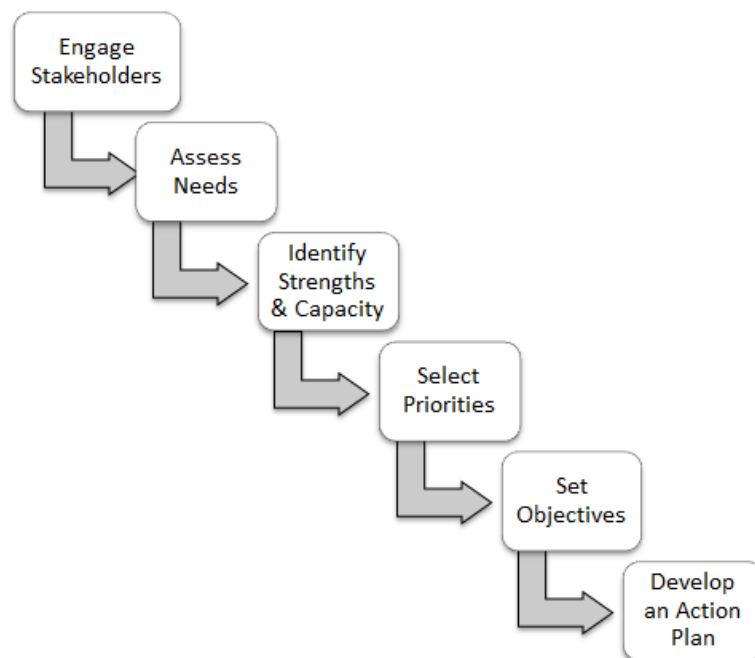 Engage
Stakeholders
Assess
Needs
Identify
Strengths
& Capacity
Select
Priorities
Set
Objectives
Develop
an Action
Plan